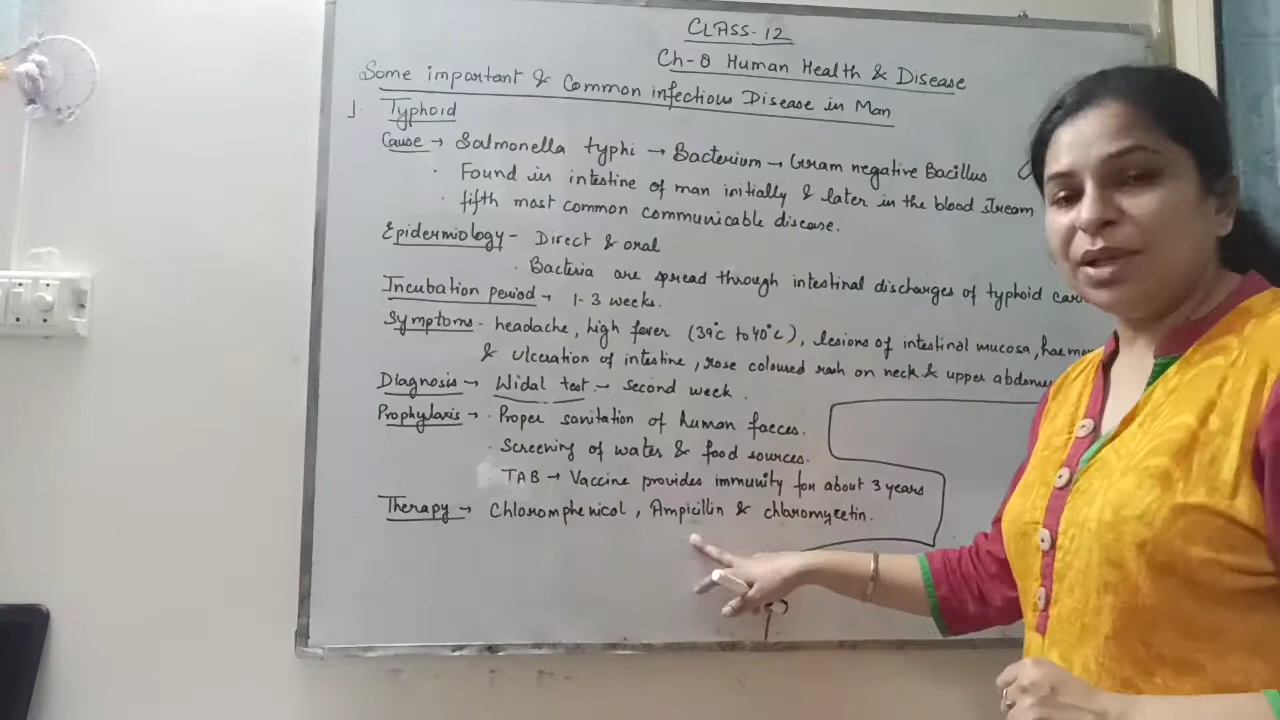 CLASS-12
Ch-8 Human Health & Disease
Some important & Common infectious Disease in Man
1. Typhoid
Cause → Salmonella typhi → Bacterium → Gram negative Bacillus.
· Found in intestine of man initially & later in the blood stream
· fifth most common communicable disease.
Epidermiology - Direct & oral
· Bacteria are spread through intestinal discharges of typhoid
Incubation period → 1-3 weeks.
Symptoms - headache, high fever (39°C to 40°C), lesions of intestinal mucosa,
& Ulceration of intestine, rose coloured rash on neck & upper
Diagnosis → Widal test - second week.
Prophylaxis → · Proper sanitation of human faeces.
· Screening of water & food sources.
TAB → Vaccine provides immunity for about 3 years
Therapy → Chloromphenicol, Ampicillin & chloromycetin.